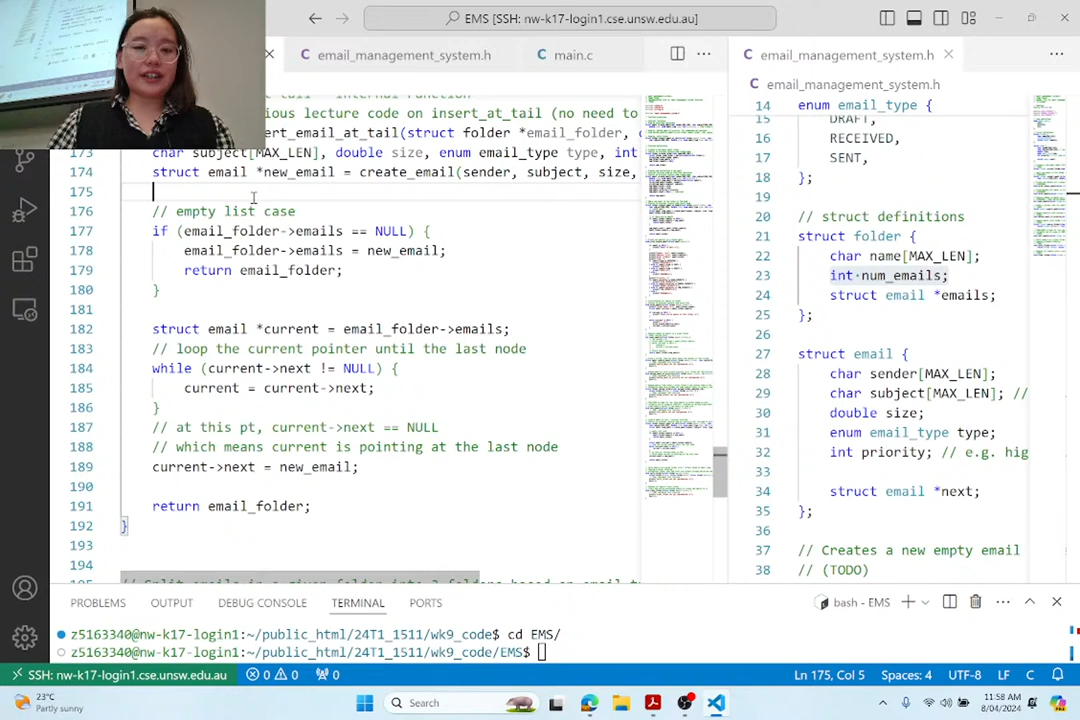 EMS [SSH: nw-k17-login1.cse.unsw.edu.au]
email_management_system.h
main.c
email_management_system.h
email_management_system.h
ious lecture code on insert_at_tail (no need to
sert_email_at_tail(struct folder *email_folder,
173 char subject[MAX_LEN], double size, enum email_type type, int
174 struct email *new_email = create_email(sender, subject, size,
175
176 // empty list case
177 if (email_folder->emails == NULL) {
178 email_folder->emails = new_email;
179 return email_folder;
180 }
181
182 struct email *current = email_folder->emails;
183 // loop the current pointer until the last node
184 while (current->next != NULL) {
185 current = current->next;
186 }
187 // at this pt, current->next == NULL
188 // which means current is pointing at the last node
189 current->next = new_email;
190
191 return email_folder;
192 }
193
194
14 enum email_type {
15 DRAFT,
16 RECEIVED,
17 SENT,
18 };
19
20 // struct definitions
21 struct folder {
22 char name[MAX_LEN];
23 int num_emails;
24 struct email *emails;
25 };
26
27 struct email {
28 char sender[MAX_LEN];
29 char subject[MAX_LEN]; //
30 double size;
31 enum email_type type;
32 int priority; // e.g. hig
33
34 struct email *next;
35 };
36
37 // Creates a new empty email
38 // (TODO)
PROBLEMS OUTPUT DEBUG CONSOLE TERMINAL PORTS
bash - EMS
z5163340@nw-k17-login1:~/public_html/24T1_1511/wk9_code$ cd EMS/
z5163340@nw-k17-login1:~/public_html/24T1_1511/wk9_code/EMS$
SSH: nw-k17-login1.cse.unsw.edu.au 0 0 0
Ln 175, Col 5 Spaces: 4 UTF-8 LF C
23°C
Partly sunny
Search
11:58 AM
8/04/2024